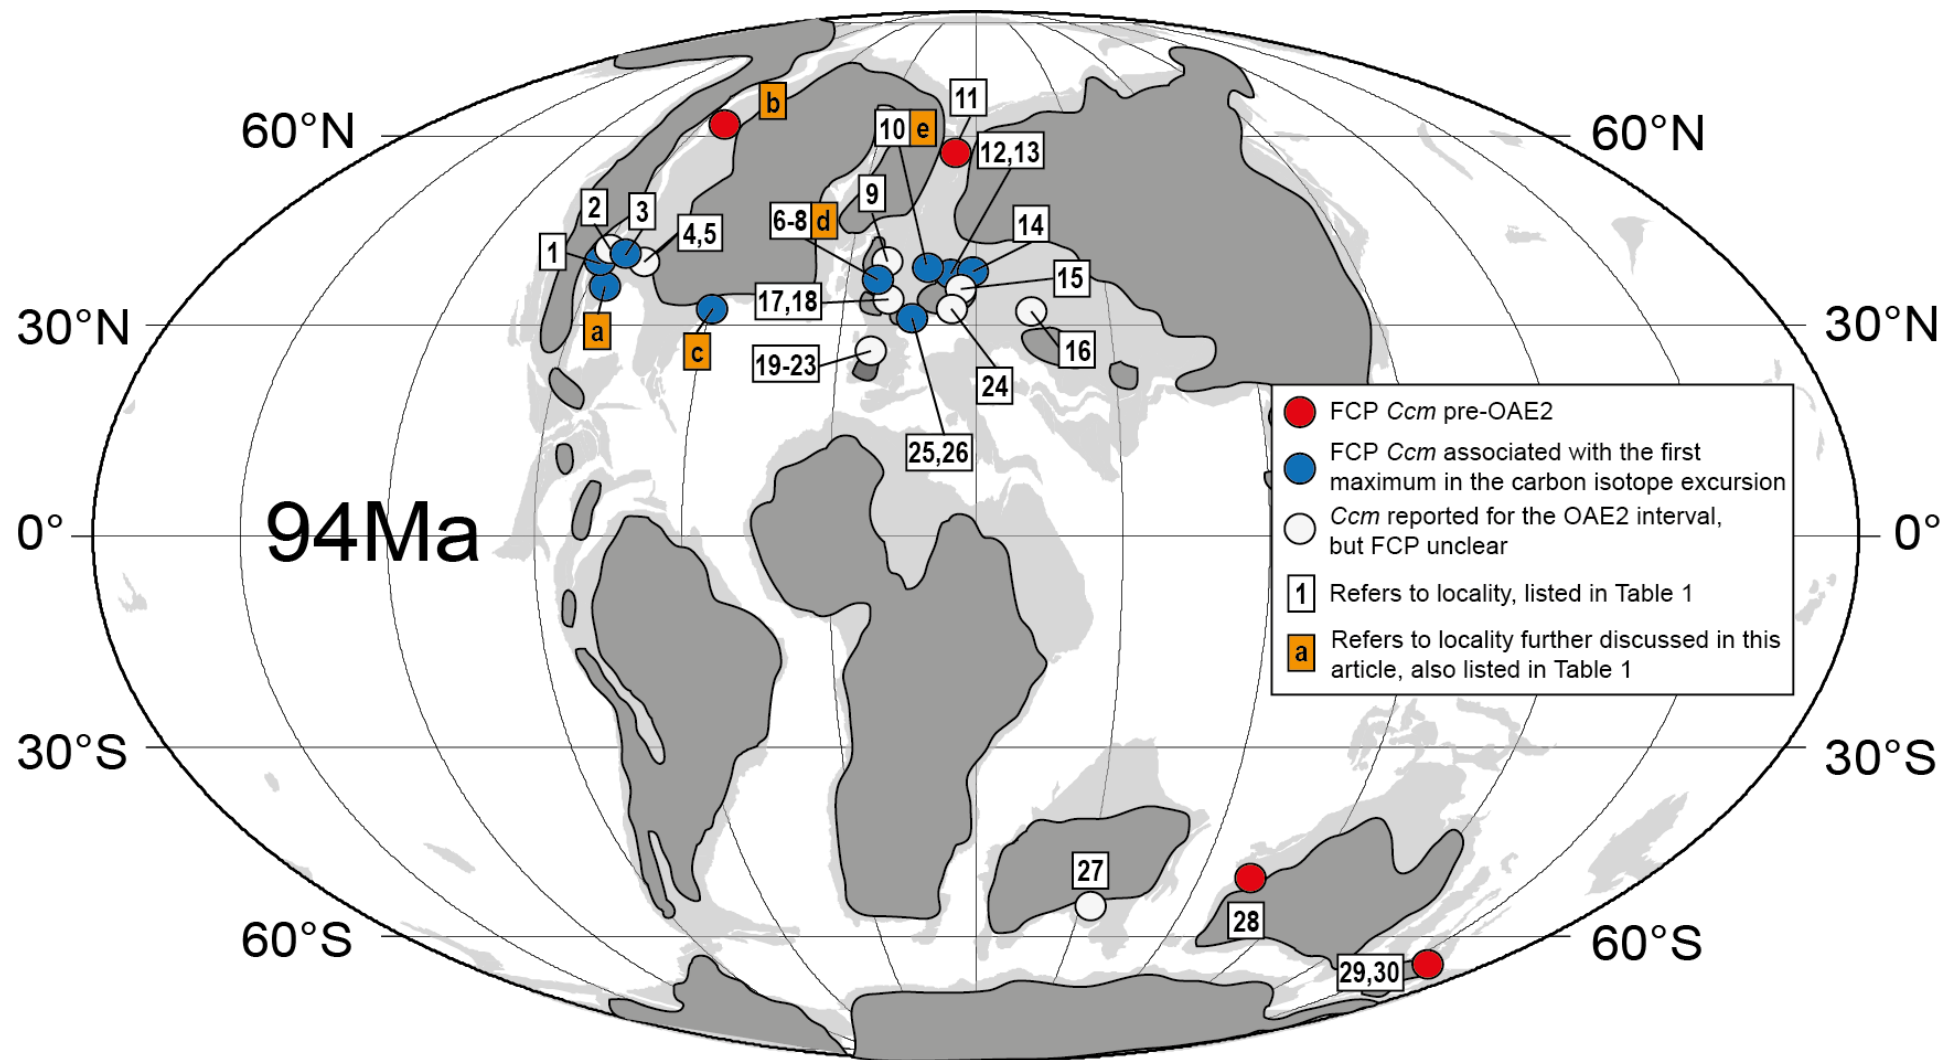 11
b
60°N
10 e
60°N
12,13
9
2
3
6-8 d
14
4,5
1
15
17,18
30°N
a
30°N
c
16
19-23
24
FCP Ccm pre-OAE2
25,26
FCP Ccm associated with the first
maximum in the carbon isotope excursion
0°
94Ma
Ccm reported for the OAE2 interval,
but FCP unclear
0°
1 Refers to locality, listed in Table 1
a Refers to locality further discussed in this
article, also listed in Table 1
30°S
30°S
27
28
60°S
60°S
29,30